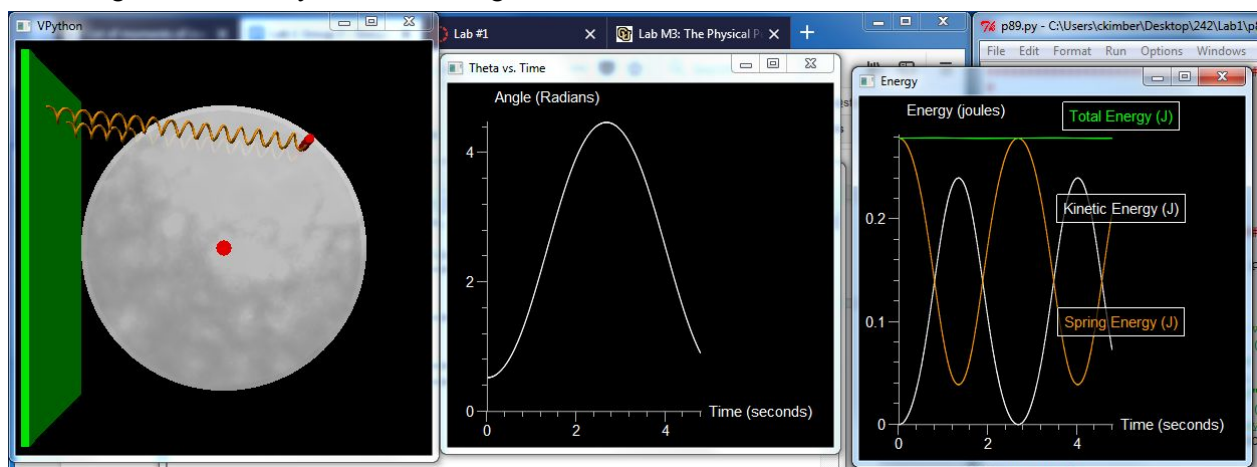 VPython
Lab #1
Lab M3: The Physical P
p89.py - C:\Users\ckimber\Desktop\242\Lab1\p8
File Edit Format Run Options Windows
Theta vs. Time
Angle (Radians)
4
2
0
0 2 4
Time (seconds)
Energy
Energy (joules)
Total Energy (J)
0.2
Kinetic Energy (J)
0.1
Spring Energy (J)
0
0 2 4
Time (seconds)